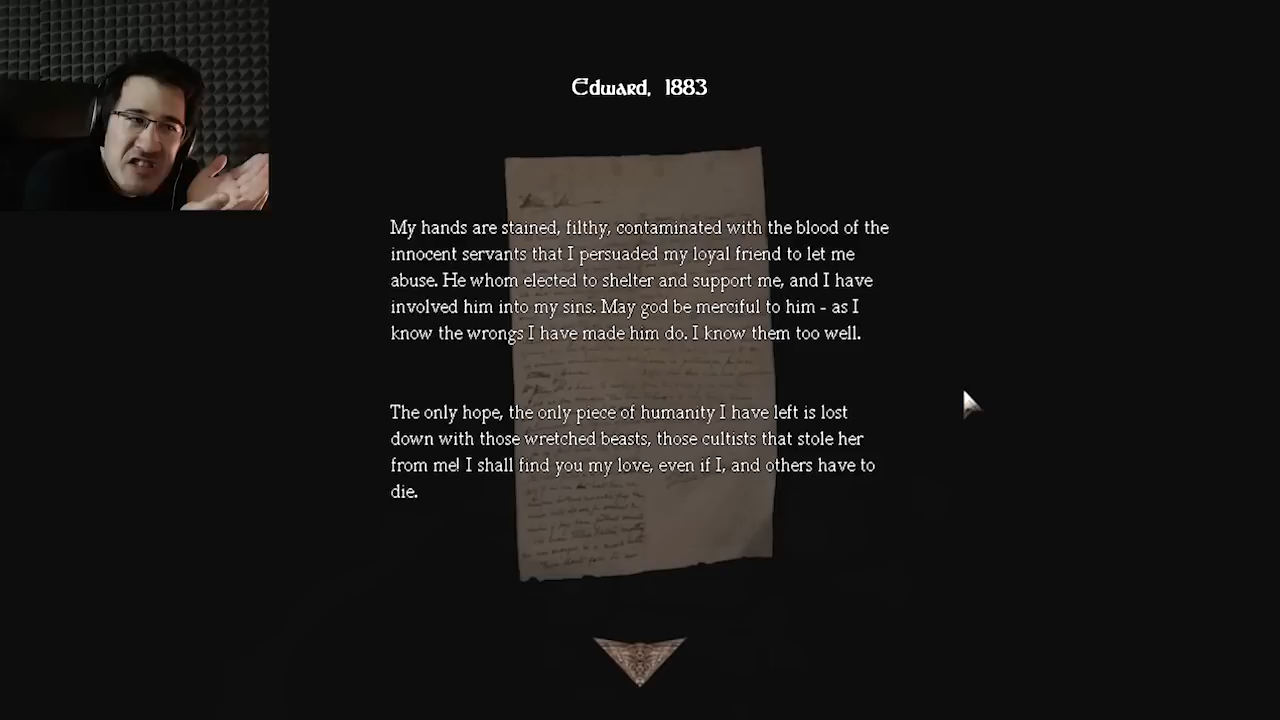 Edward, 1883
My hands are stained, filthy, contaminated with the blood of the
innocent servants that I persuaded my loyal friend to let me
abuse. He whom elected to shelter and support me, and I have
involved him into my sins. May god be merciful to him - as I
know the wrongs I have made him do. I know them too well.
The only hope, the only piece of humanity I have left is lost
down with those wretched beasts, those cultists that stole her
from me! I shall find you my love, even if I, and others have to
die.